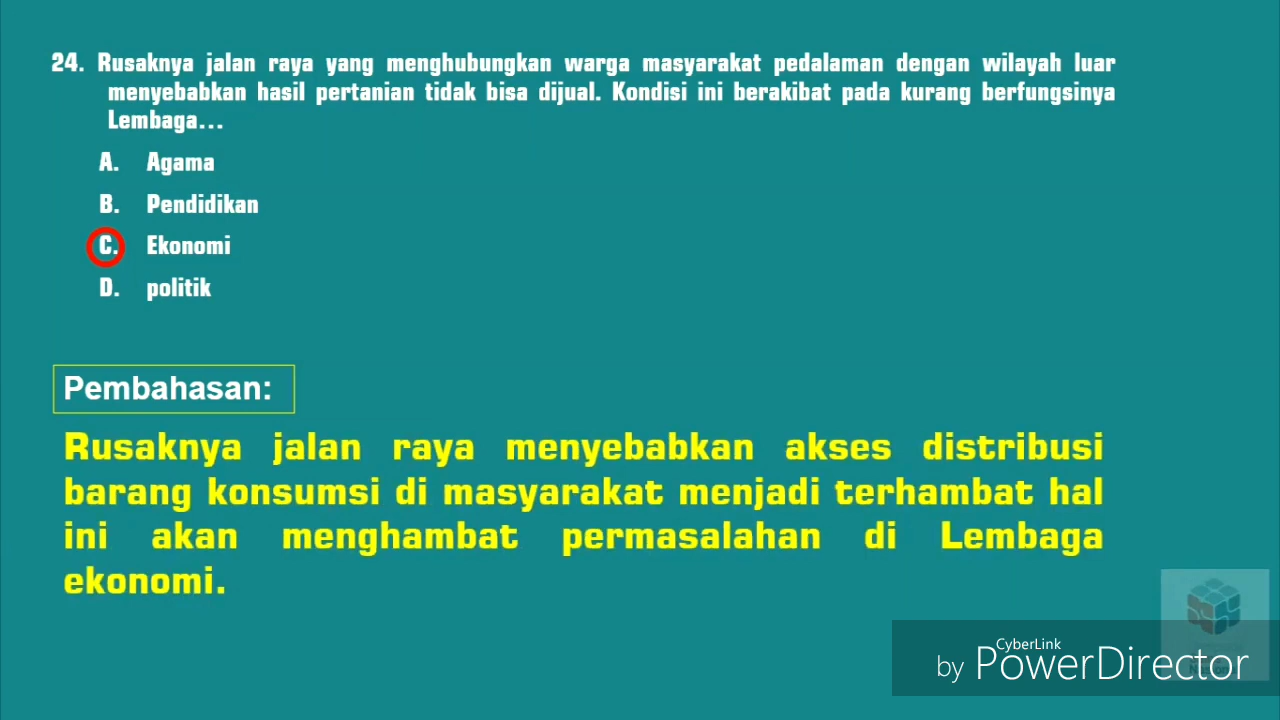 24. Rusaknya jalan raya yang menghubungkan warga masyarakat pedalaman dengan wilayah luar
menyebabkan hasil pertanian tidak bisa dijual. Kondisi ini berakibat pada kurang berfungsinya
Lembaga...
A. Agama
B. Pendidikan
C. Ekonomi
D. politik
Pembahasan:
Rusaknya jalan raya menyebabkan akses distribusi
barang konsumsi di masyarakat menjadi terhambat hal
ini akan menghambat permasalahan di Lembaga
ekonomi.
CyberLink
by PowerDirector